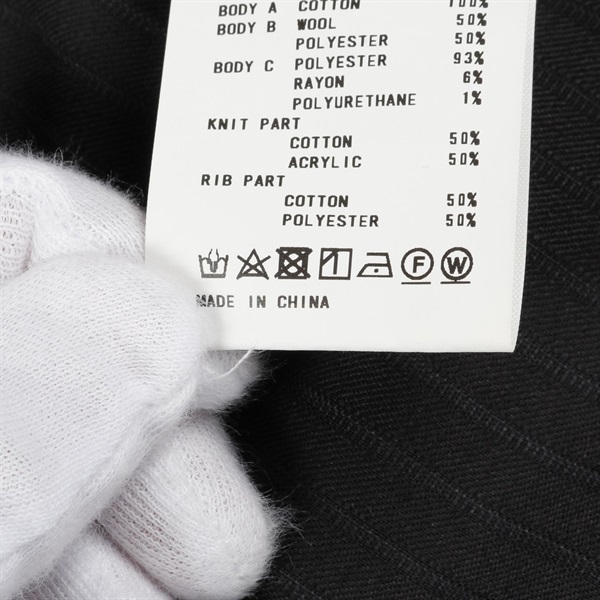 BODY A COTTON 100%
BODY B WOOL 50%
POLYESTER 50%
BODY C POLYESTER 93%
RAYON 6%
POLYURETHANE 1%
KNIT PART
COTTON 50%
ACRYLIC 50%
RIB PART
COTTON 50%
POLYESTER 50%
F W
MADE IN CHINA